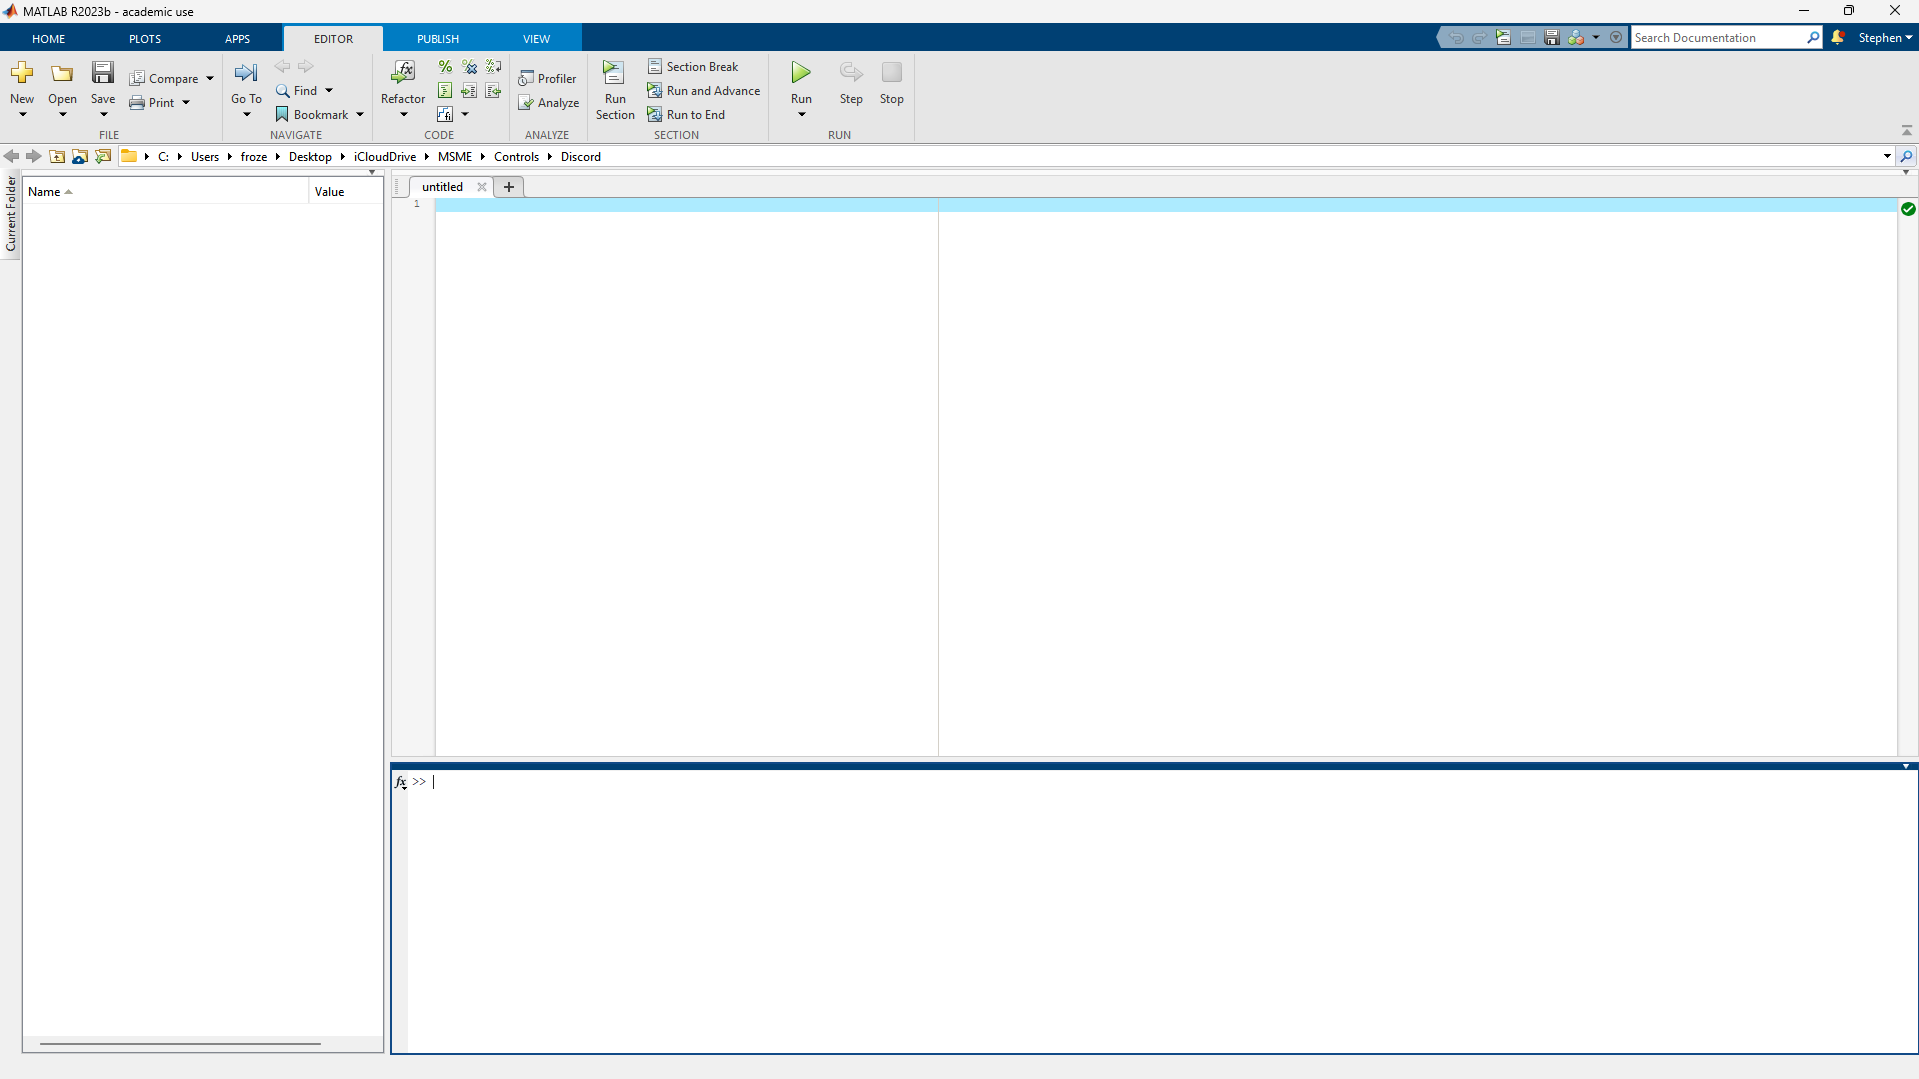 MATLAB R2023b - academic use
HOME PLOTS APPS EDITOR PUBLISH VIEW
Search Documentation
Stephen
New
Open
Save
Compare
Print
FILE
Go To
Find
Bookmark
NAVIGATE
Refactor
CODE
Profiler
Analyze
ANALYZE
Run
Section
Section Break
Run and Advance
Run to End
SECTION
Run
Step
Stop
RUN
C: Users froze Desktop iCloudDrive MSME Controls Discord
Current Folder
Name Value
untitled
1
fx >>